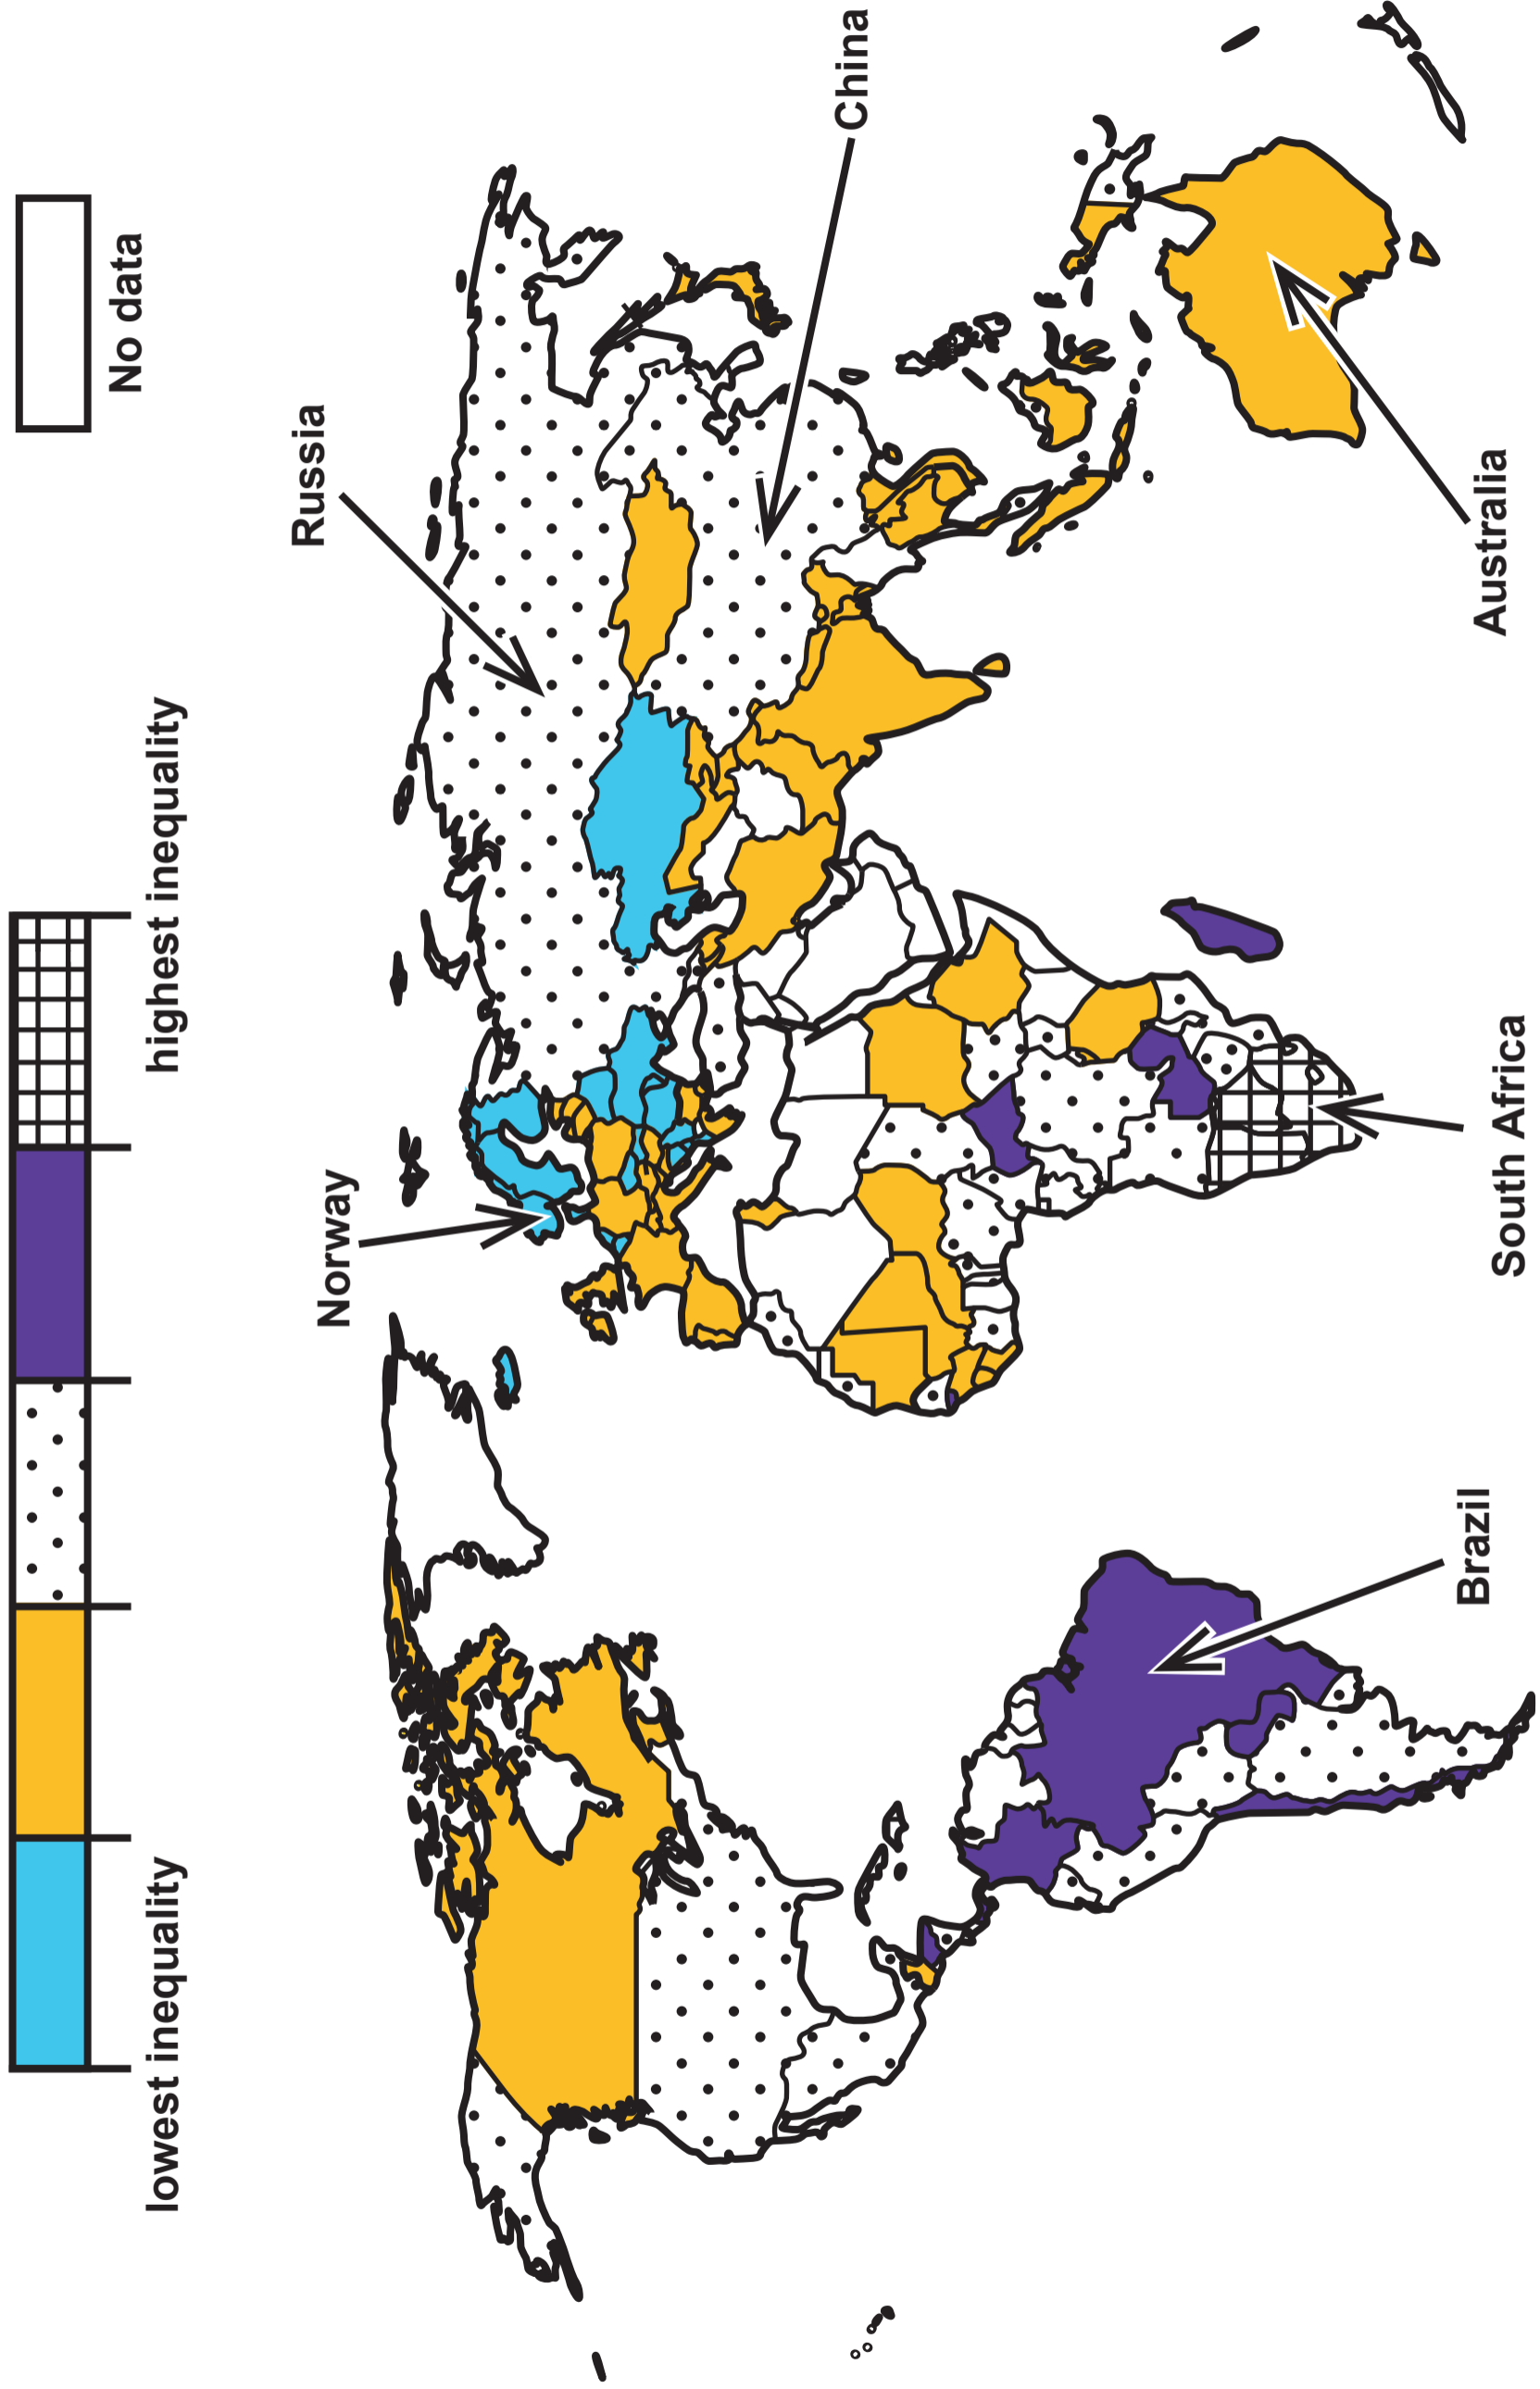 lowest inequality
highest inequality
No data
Norway
Russia
China
Brazil
South Africa
Australia